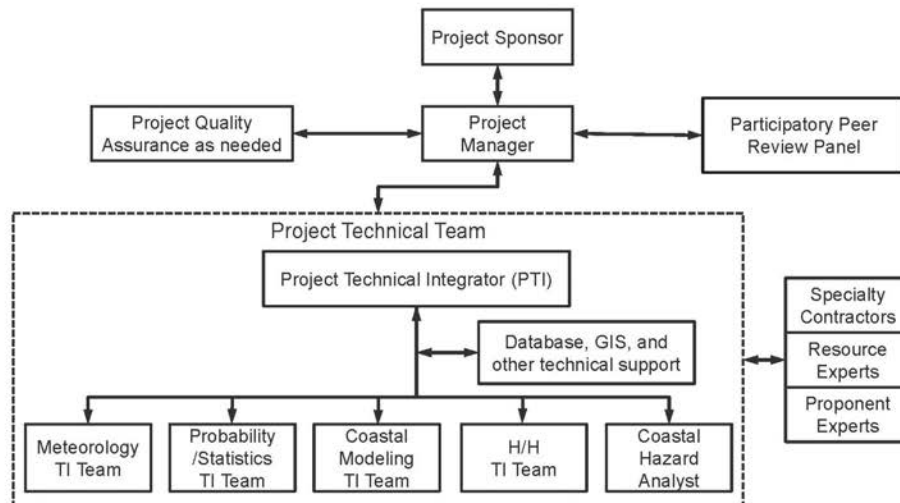 Project Sponsor
Project Quality
Assurance as needed
Project
Manager
Participatory Peer
Review Panel
Project Technical Team
Project Technical Integrator (PTI)
Database, GIS, and
other technical support
Specialty
Contractors
Resource
Experts
Proponent
Experts
Meteorology
TI Team
Probability
/Statistics
TI Team
Coastal
Modeling
TI Team
H/H
TI Team
Coastal
Hazard
Analyst